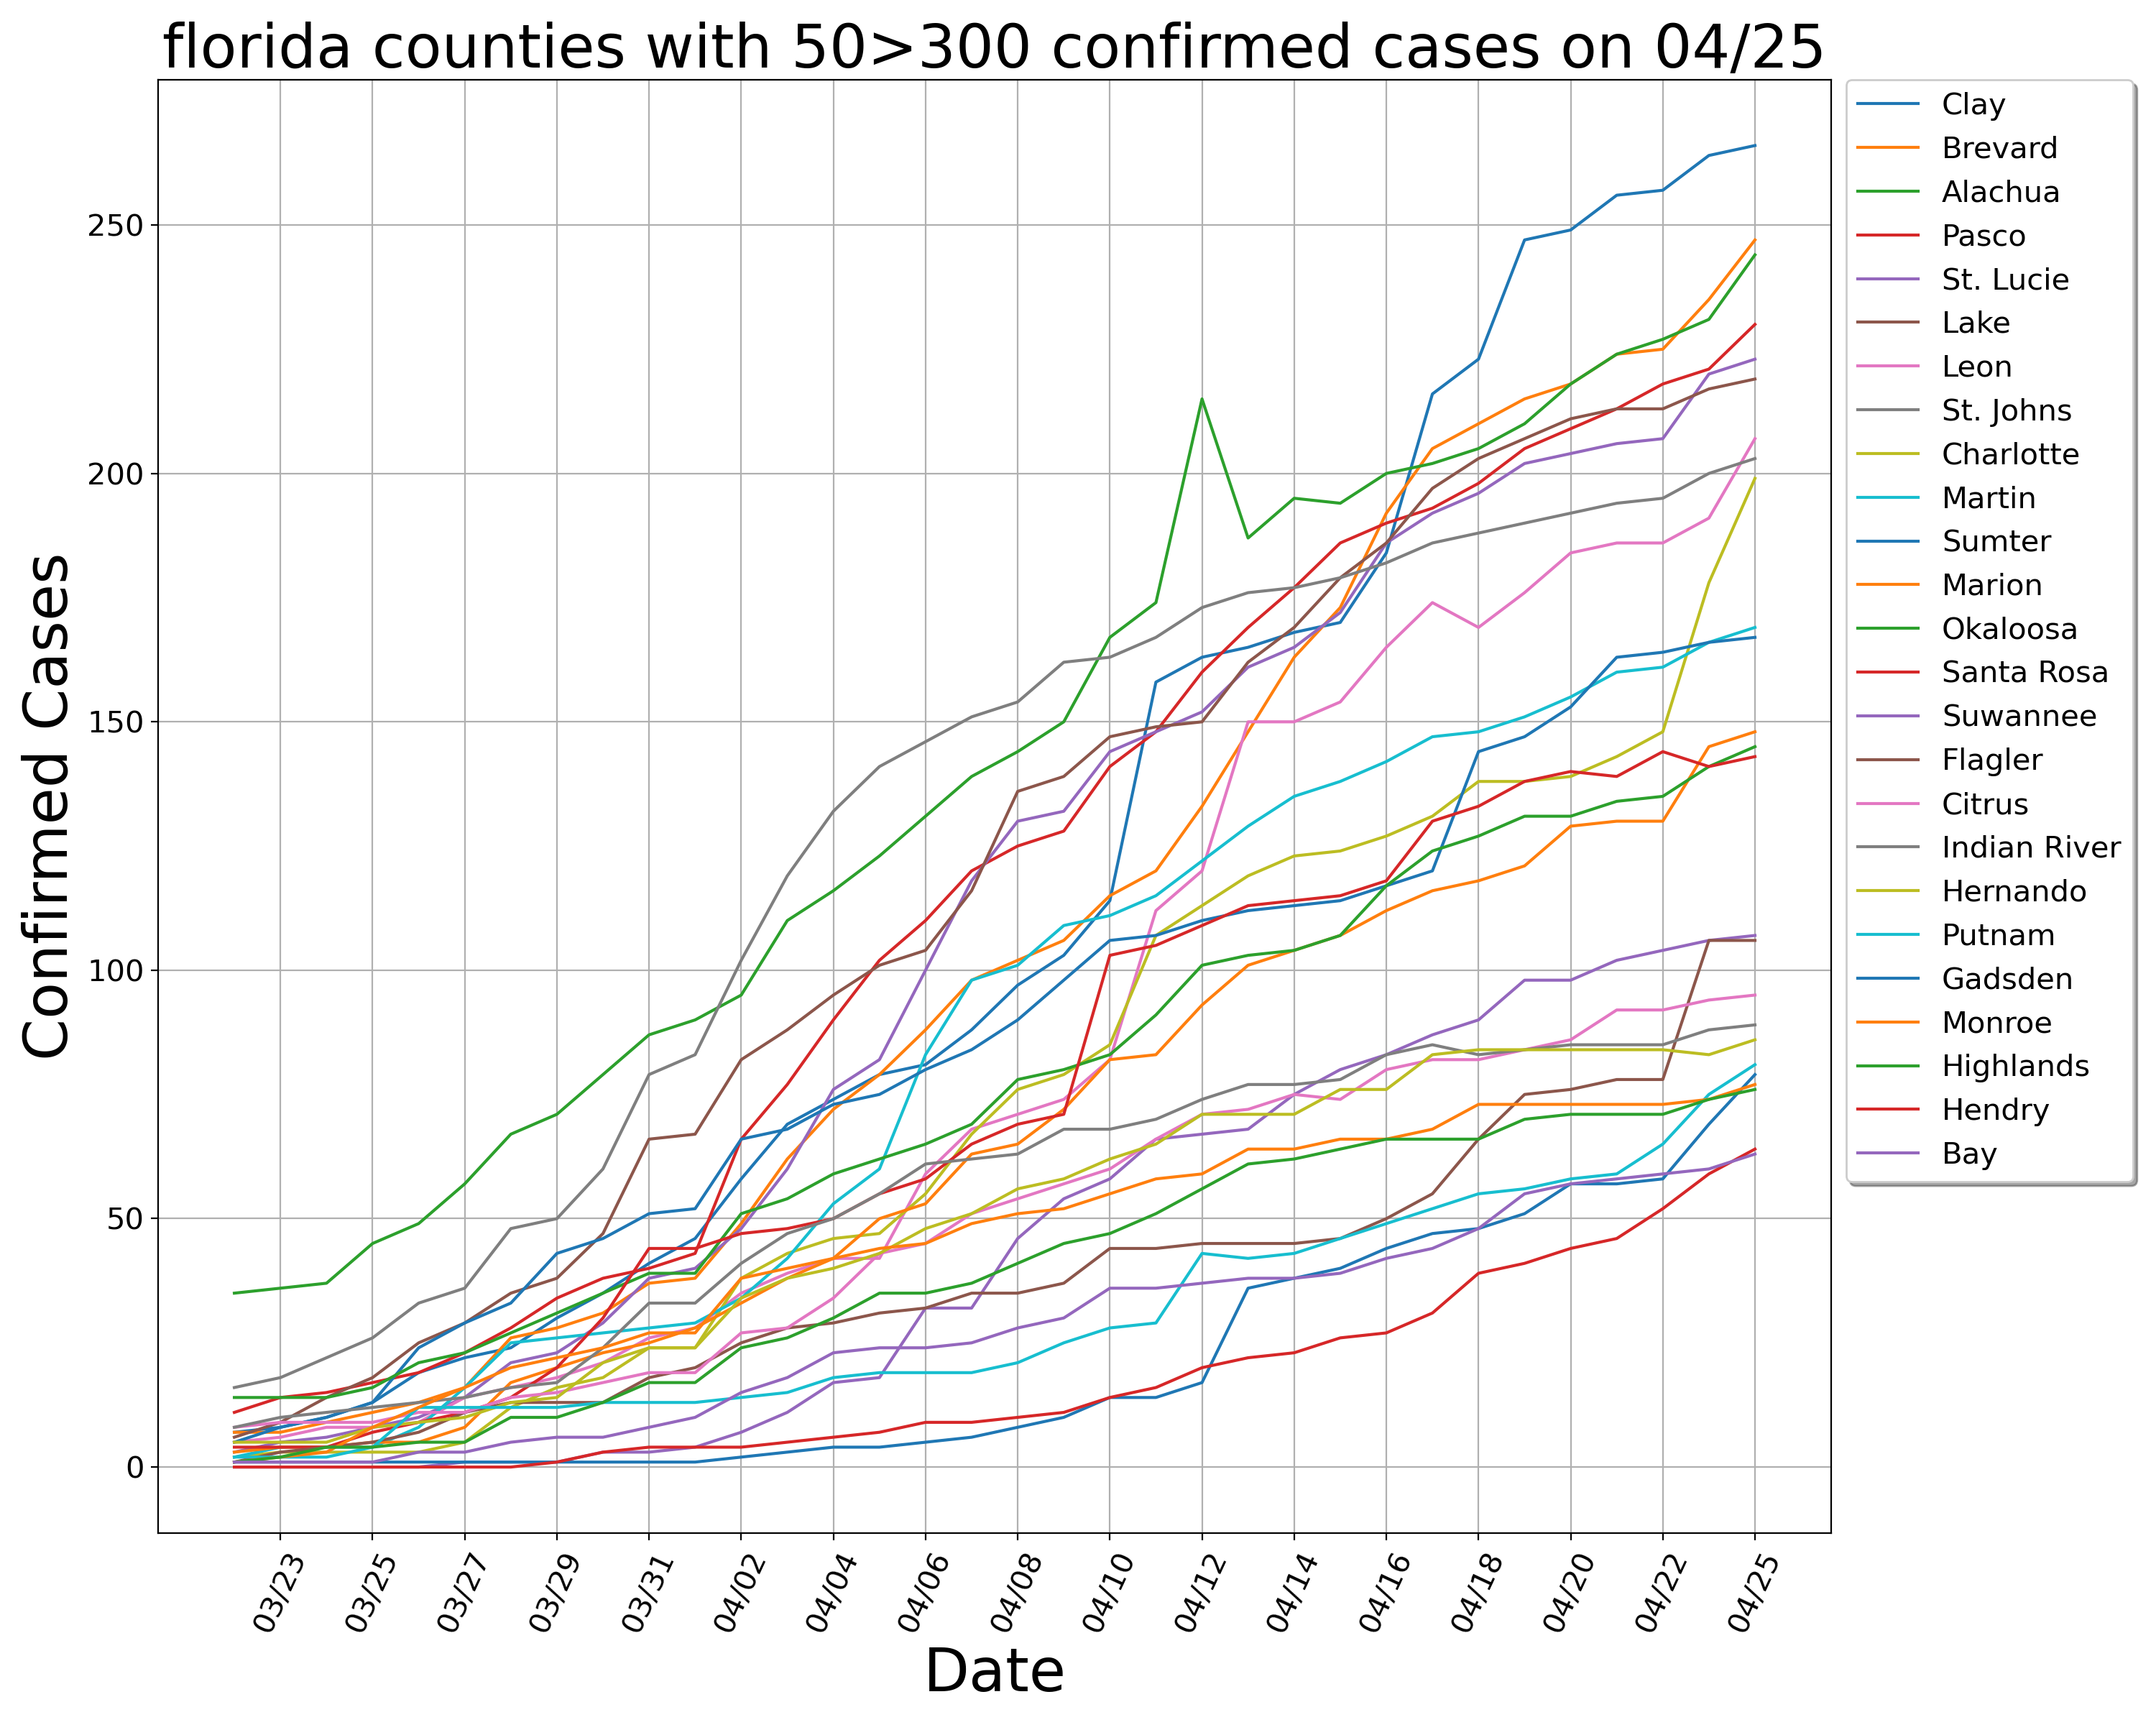 florida counties with 50>300 confirmed cases on 04/25
Confirmed Cases
250
200
150
100
50
0
03/23
03/25
03/27
03/29
03/31
04/02
04/04
04/06
04/08
04/10
04/12
04/14
04/16
04/18
04/20
04/22
04/25
Date
Clay
Brevard
Alachua
Pasco
St. Lucie
Lake
Leon
St. Johns
Charlotte
Martin
Sumter
Marion
Okaloosa
Santa Rosa
Suwannee
Flagler
Citrus
Indian River
Hernando
Putnam
Gadsden
Monroe
Highlands
Hendry
Bay